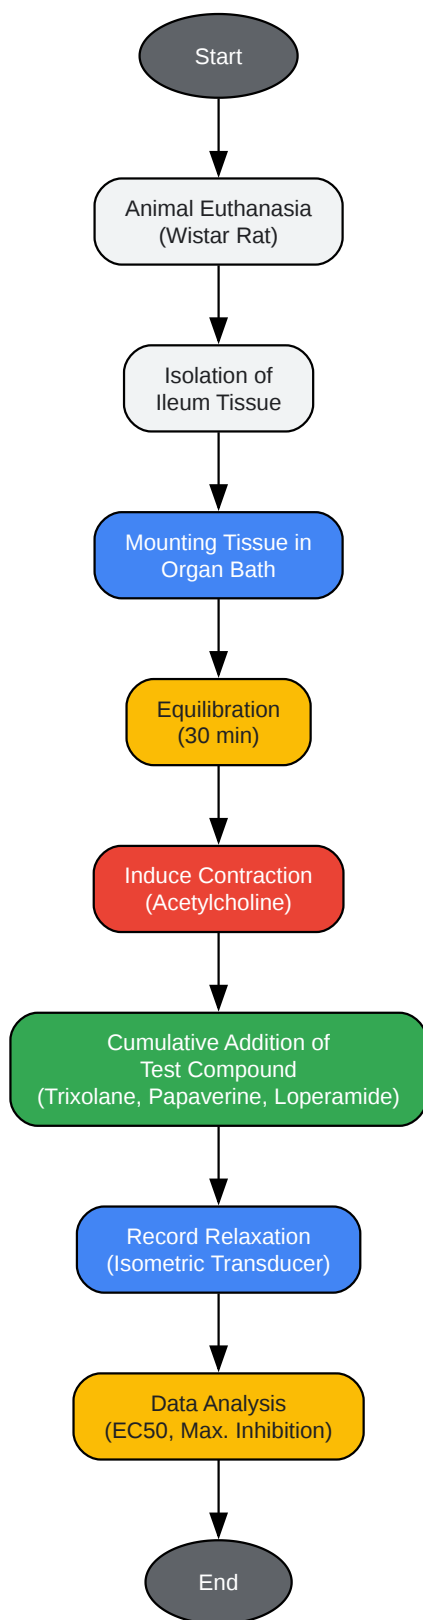 Start
Animal Euthanasia
(Wistar Rat)
Isolation of
Ileum Tissue
Mounting Tissue in
Organ Bath
Equilibration
(30 min)
Induce Contraction
(Acetylcholine)
Cumulative Addition of
Test Compound
(Trixolane, Papaverine, Loperamide)
Record Relaxation
(Isometric Transducer)
Data Analysis
(EC50, Max. Inhibition)
End